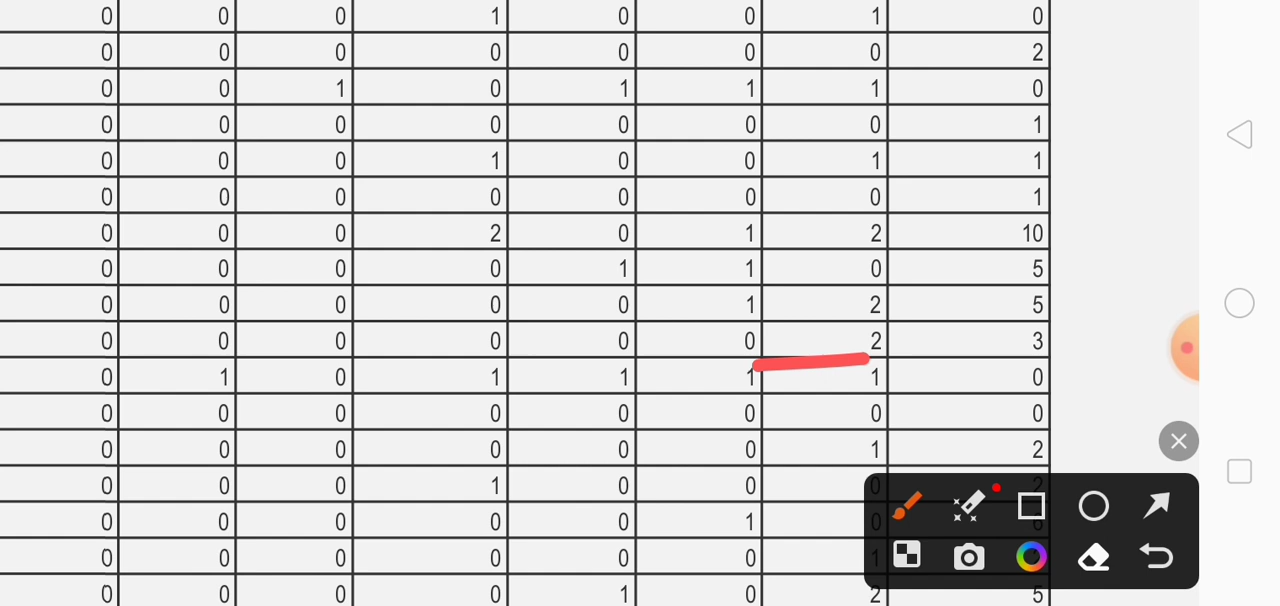 0 0 0 1 0 0 1 0
0 0 0 0 0 0 0 2
0 0 1 0 1 1 1 0
0 0 0 0 0 0 0 1
0 0 0 1 0 0 1 1
0 0 0 0 0 0 0 1
0 0 0 2 0 1 2 10
0 0 0 0 1 1 0 5
0 0 0 0 0 1 2 5
0 0 0 0 0 0 2 3
0 1 0 1 1 1 1 0
0 0 0 0 0 0 0 0
0 0 0 0 0 0 1 2
0 0 0 1 0 0 0 2
0 0 0 0 0 1 0
0 0 0 0 0 0 1
0 0 0 0 1 0 2 5